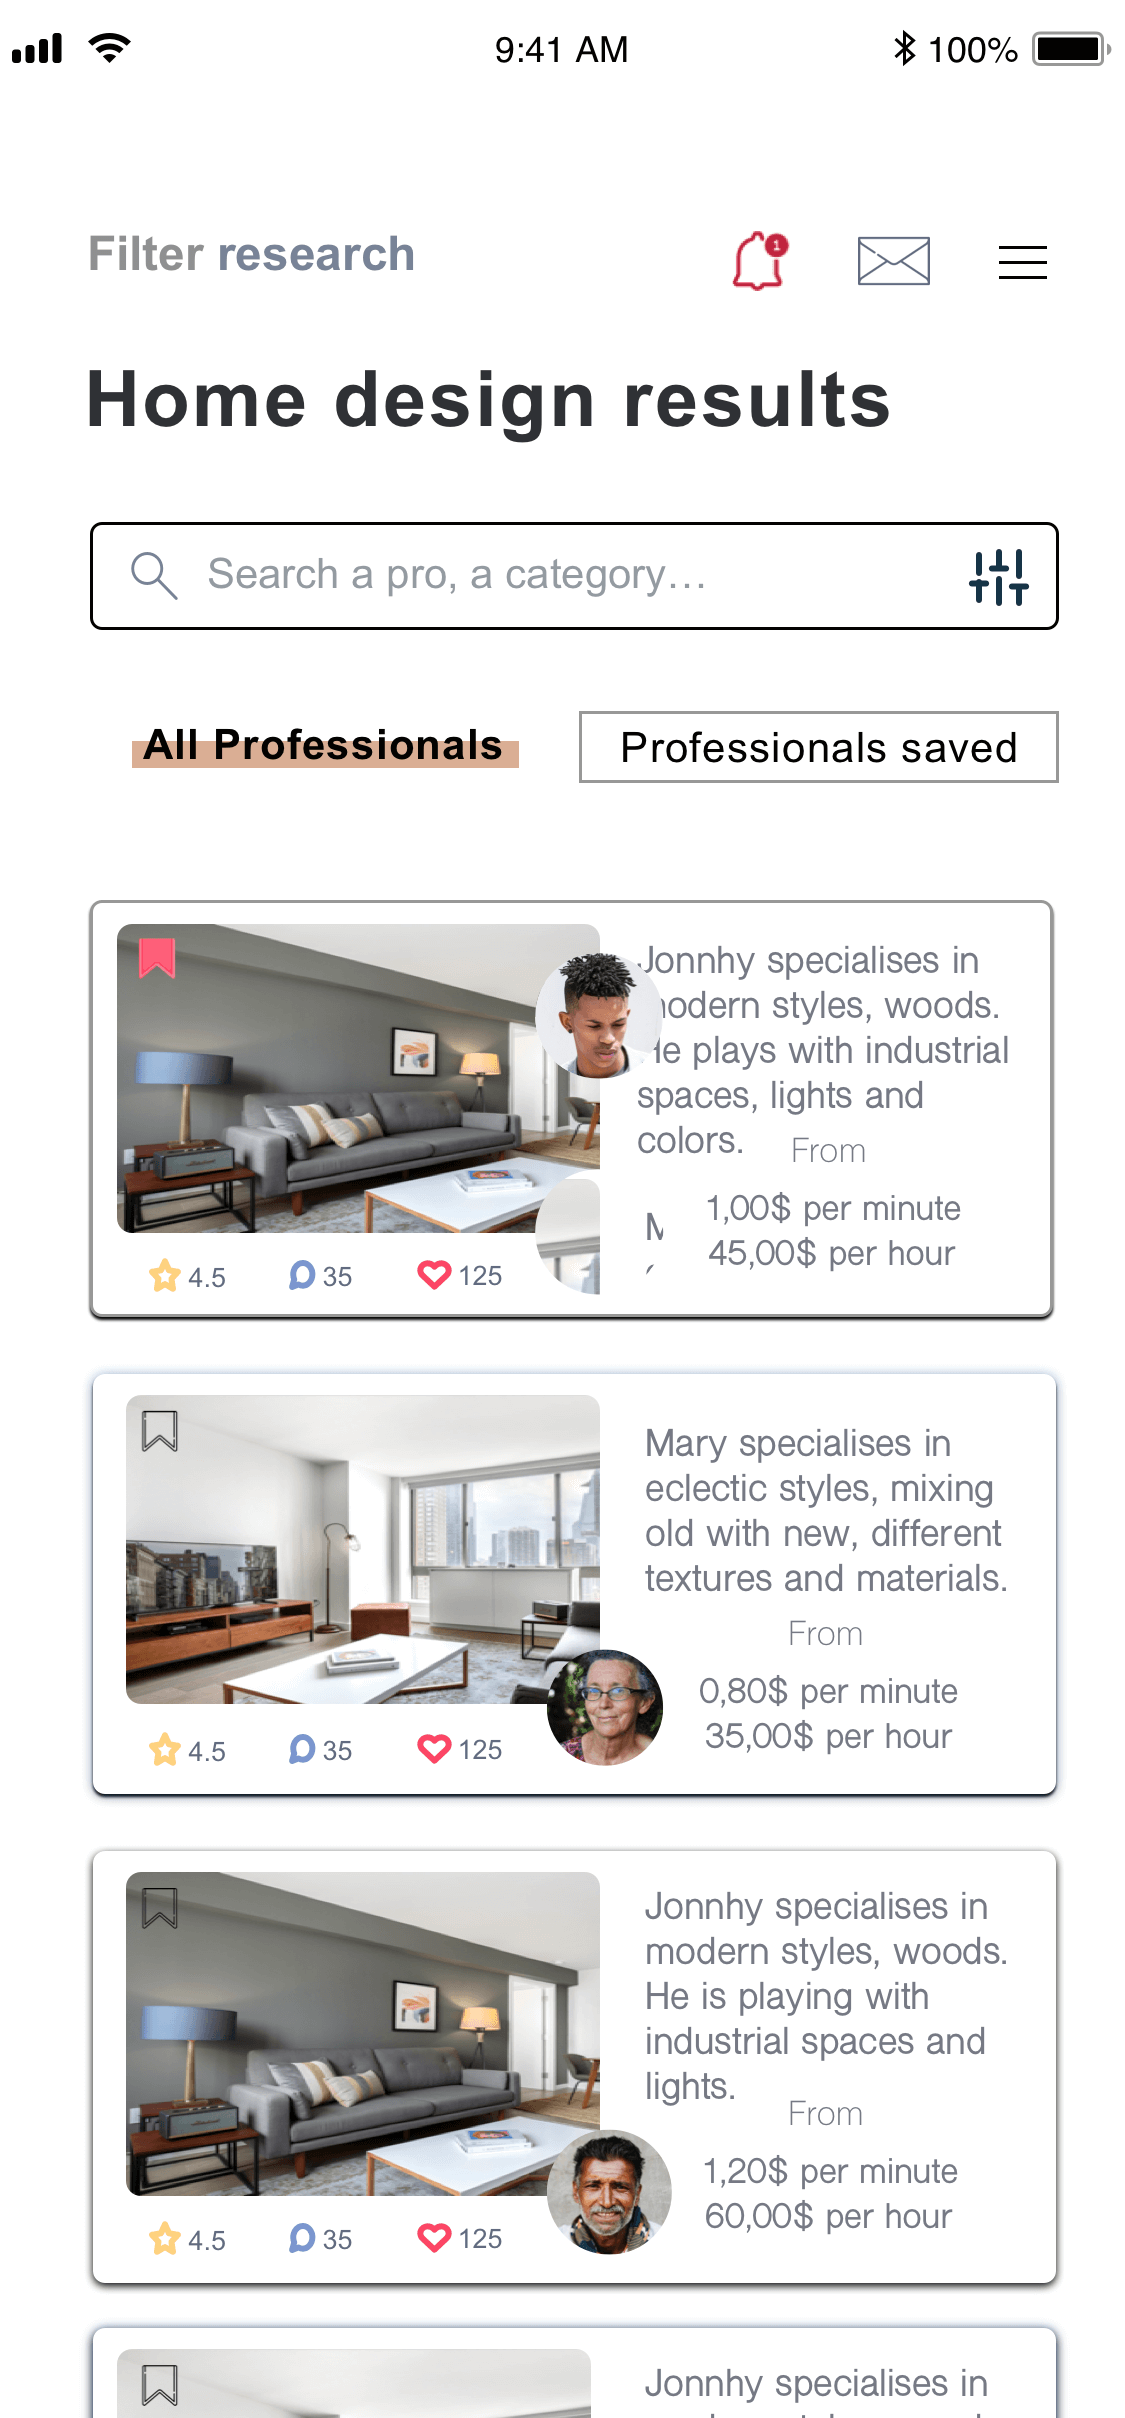 9:41 AM
100%
Filter research
1
Home design results
Search a pro, a category...
All Professionals
Professionals saved
Jonnhy specialises in
modern styles, woods.
He plays with industrial
spaces, lights and
colors.
From
1,00$ per minute
45,00$ per hour
4.5
35
125
Mary specialises in
eclectic styles, mixing
old with new, different
textures and materials.
From
0,80$ per minute
35,00$ per hour
4.5
35
125
Jonnhy specialises in
modern styles, woods.
He is playing with
industrial spaces and
lights.
From
1,20$ per minute
60,00$ per hour
4.5
35
125
Jonnhy specialises in